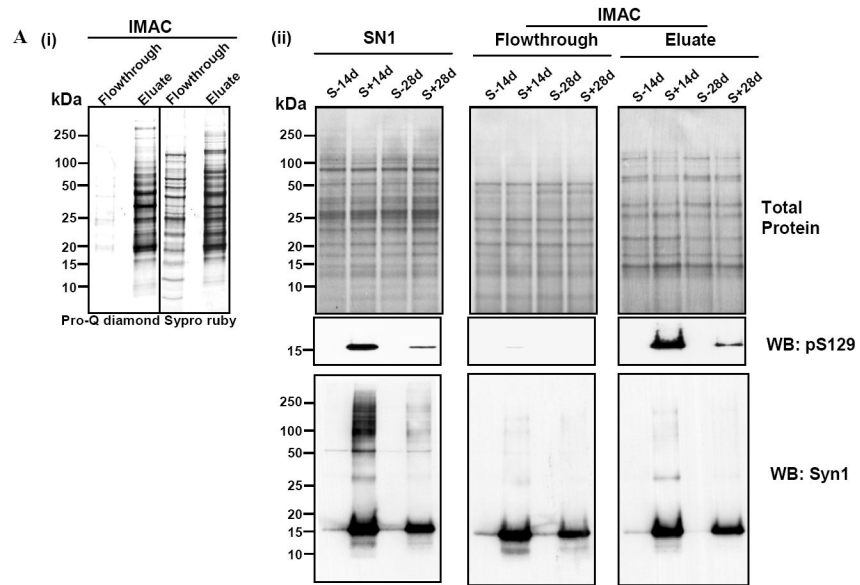 A (i)
IMAC
Flowthrough
Eluate
Flowthrough
Eluate
kDa
250
100
50
25
20
15
10
Pro-Q diamond Sypro ruby
(ii)
IMAC
SN1
Flowthrough
Eluate
S-14d
S+14d
S-28d
S+28d
S-14d
S+14d
S-28d
S+28d
S-14d
S+14d
S-28d
S+28d
kDa
250
100
50
25
20
15
10
Total
Protein
15
WB: pS129
250
100
50
25
15
10
WB: Syn1